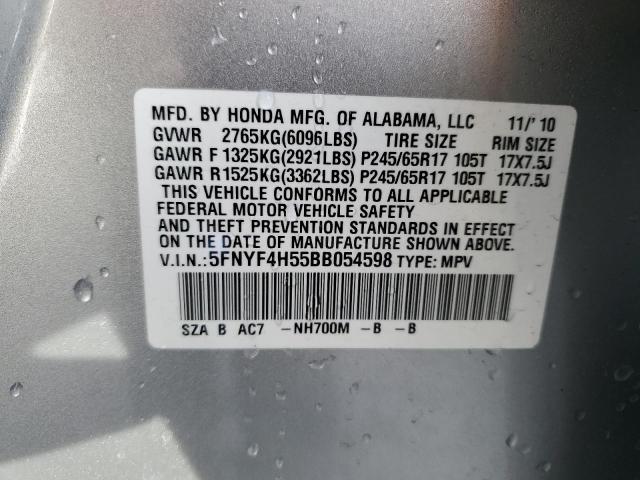 MFD. BY HONDA MFG. OF ALABAMA, LLC 11/' 10
GVWR 2765KG(6096LBS) TIRE SIZE RIM SIZE
GAWR F 1325KG(2921LBS) P245/65R17 105T 17X7.5J
GAWR R 1525KG(3362LBS) P245/65R17 105T 17X7.5J
THIS VEHICLE CONFORMS TO ALL APPLICABLE
FEDERAL MOTOR VEHICLE SAFETY
AND THEFT PREVENTION STANDARDS IN EFFECT
ON THE DATE OF MANUFACTURE SHOWN ABOVE.
V.I.N.: 5FNYF4H55BB054598 TYPE: MPV
SZA B AC7 -NH700M -B -B